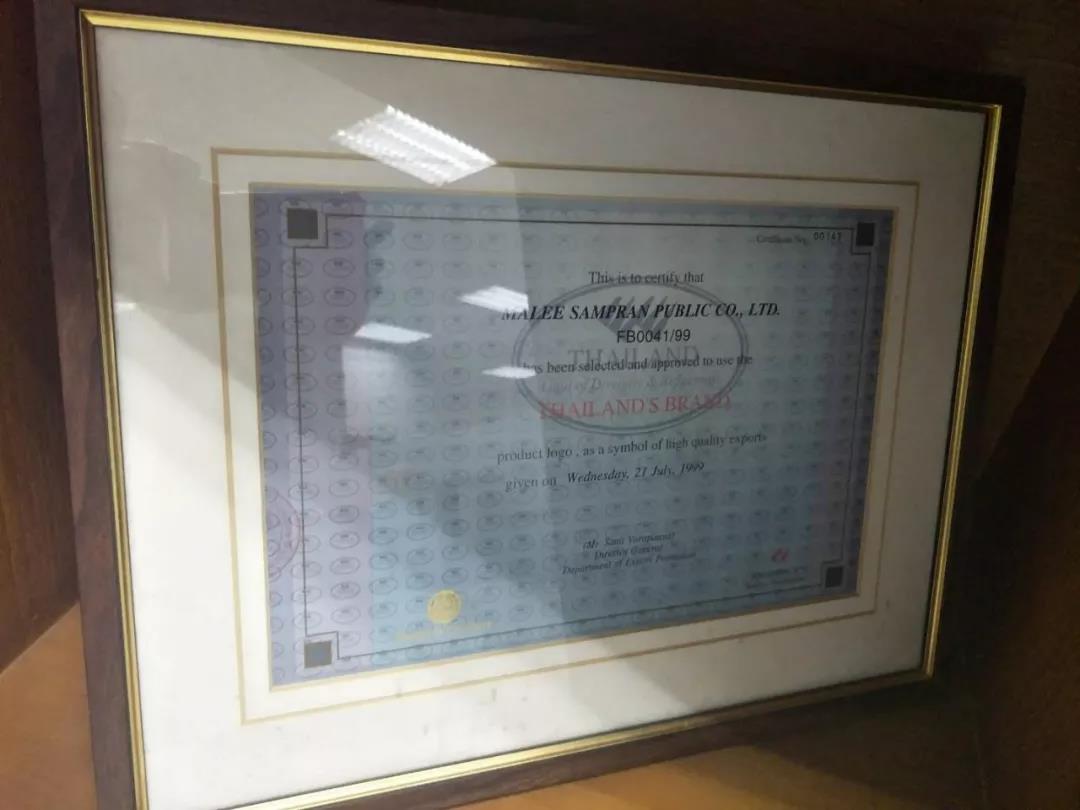 Certificate No. 00147
This is to certify that
MALEE SAMPRAN PUBLIC CO., LTD.
FB0041/99
THAILAND
has been selected and approved to use the
THAILAND'S BRAND
product logo , as a symbol of high quality exports
given on Wednesday, 21 July, 1999
Director General
Department of Export Promotion